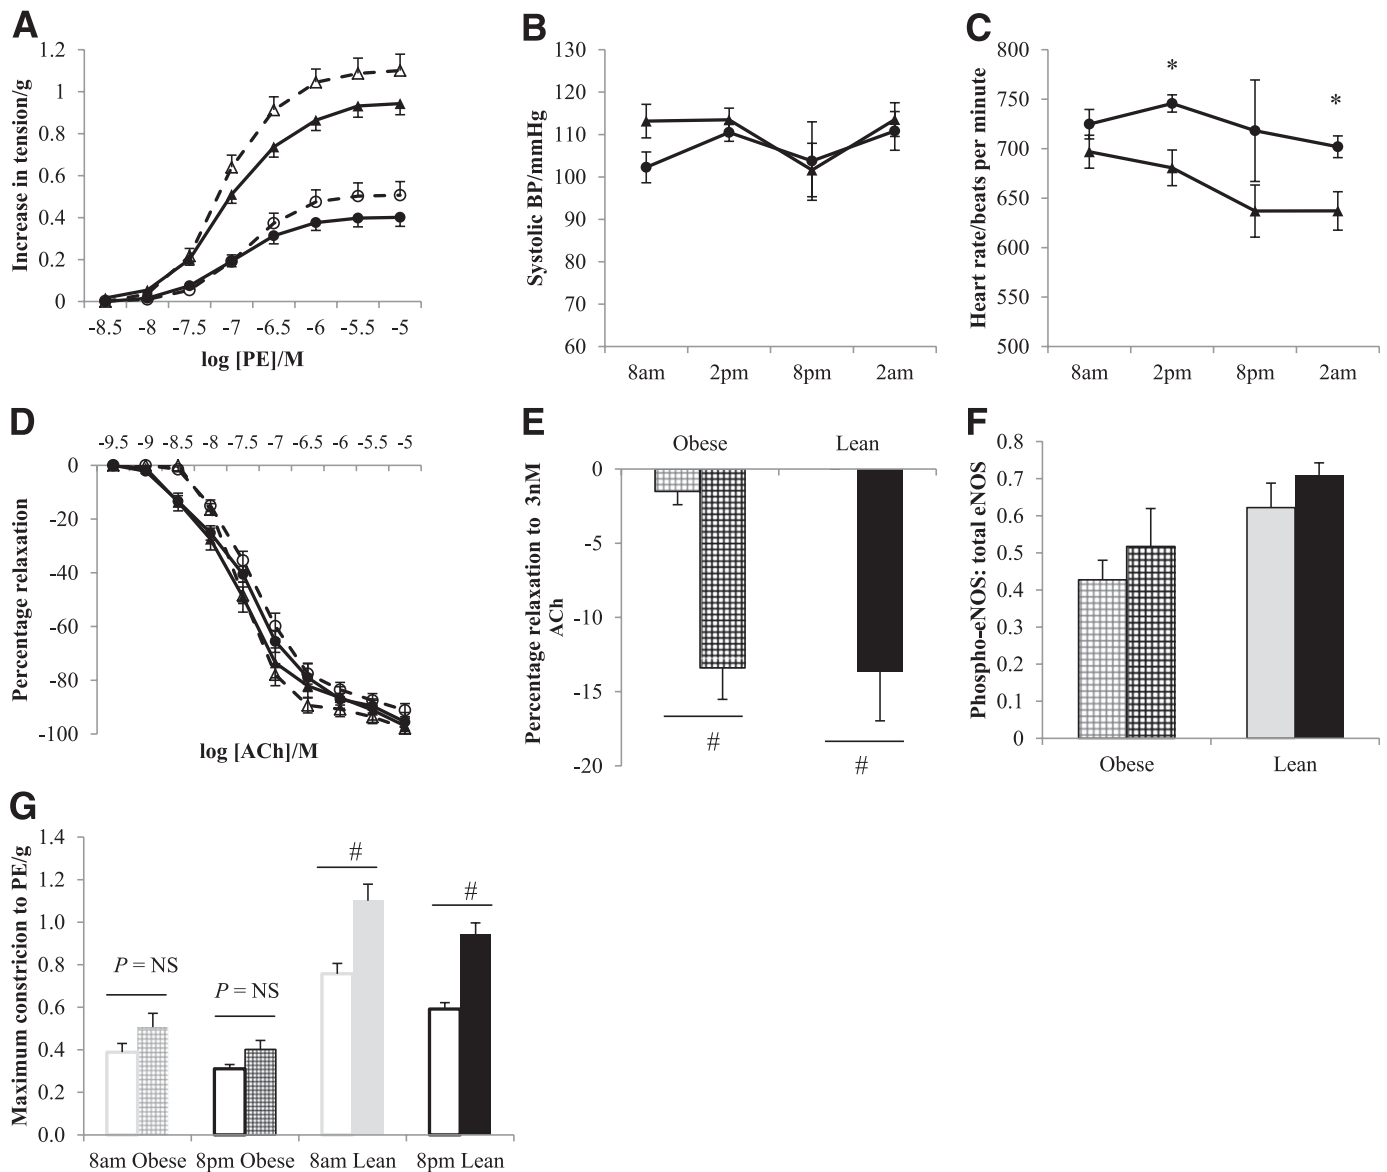 A
Increase in tension/g
1.2
1
0.8
0.6
0.4
0.2
0
-8.5 -8 -7.5 -7 -6.5 -6 -5.5 -5
log [PE]/M
B
Systolic BP/mmHg
130
120
110
100
90
80
70
60
8am 2pm 8pm 2am
C
Heart rate/beats per minute
800
750
700
650
600
550
500
* *
8am 2pm 8pm 2am
D
-9.5 -9 -8.5 -8 -7.5 -7 -6.5 -6 -5.5 -5
Percentage relaxation
0
-20
-40
-60
-80
-100
log [ACh]/M
E
Obese Lean
Percentage relaxation to 3nM
ACh
0
-5
-10
-15
-20
# #
F
Phospho-eNOS: total eNOS
0.8
0.7
0.6
0.5
0.4
0.3
0.2
0.1
0
Obese Lean
G
Maximum constricion to PE/g
1.4
1.2
1.0
0.8
0.6
0.4
0.2
0.0
P = NS
P = NS
#
#
8am Obese 8pm Obese 8am Lean 8pm Lean